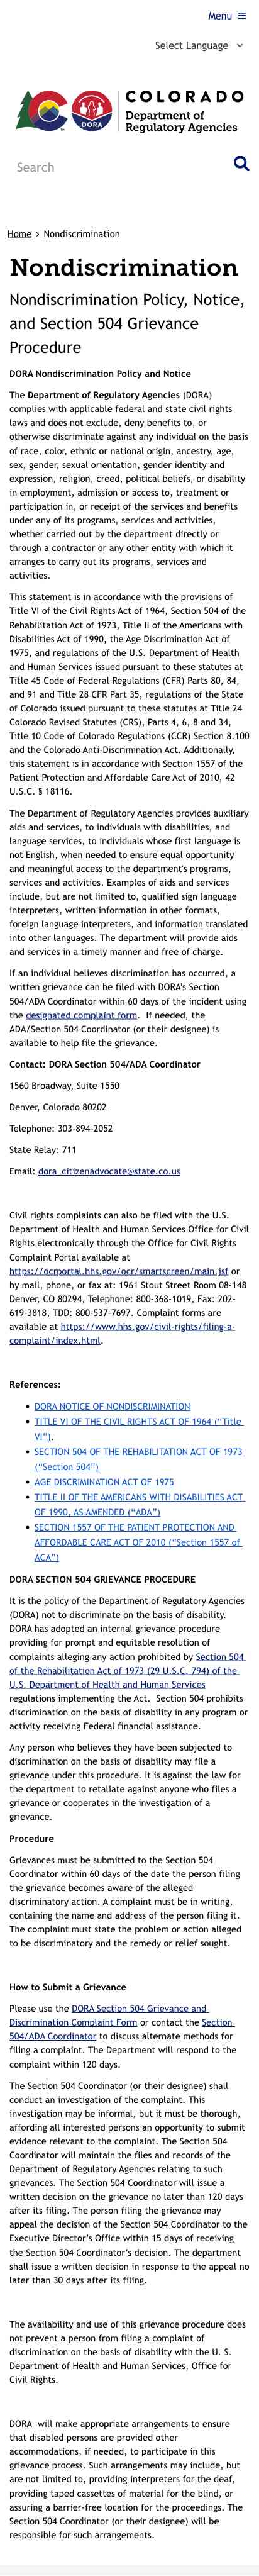 Menu
Select Language
DORA
COLORADO
Department of
Regulatory Agencies
Search
Home › Nondiscrimination
Nondiscrimination
Nondiscrimination Policy, Notice,
and Section 504 Grievance
Procedure
DORA Nondiscrimination Policy and Notice
The Department of Regulatory Agencies (DORA)
complies with applicable federal and state civil rights
laws and does not exclude, deny benefits to, or
otherwise discriminate against any individual on the basis
of race, color, ethnic or national origin, ancestry, age,
sex, gender, sexual orientation, gender identity and
expression, religion, creed, political beliefs, or disability
in employment, admission or access to, treatment or
participation in, or receipt of the services and benefits
under any of its programs, services and activities,
whether carried out by the department directly or
through a contractor or any other entity with which it
arranges to carry out its programs, services and
activities.
This statement is in accordance with the provisions of
Title VI of the Civil Rights Act of 1964, Section 504 of the
Rehabilitation Act of 1973, Title II of the Americans with
Disabilities Act of 1990, the Age Discrimination Act of
1975, and regulations of the U.S. Department of Health
and Human Services issued pursuant to these statutes at
Title 45 Code of Federal Regulations (CFR) Parts 80, 84,
and 91 and Title 28 CFR Part 35, regulations of the State
of Colorado issued pursuant to these statutes at Title 24
Colorado Revised Statutes (CRS), Parts 4, 6, 8 and 34,
Title 10 Code of Colorado Regulations (CCR) Section 8.100
and the Colorado Anti-Discrimination Act. Additionally,
this statement is in accordance with Section 1557 of the
Patient Protection and Affordable Care Act of 2010, 42
U.S.C. § 18116.
The Department of Regulatory Agencies provides auxiliary
aids and services, to individuals with disabilities, and
language services, to individuals whose first language is
not English, when needed to ensure equal opportunity
and meaningful access to the department's programs,
services and activities. Examples of aids and services
include, but are not limited to, qualified sign language
interpreters, written information in other formats,
foreign language interpreters, and information translated
into other languages. The department will provide aids
and services in a timely manner and free of charge.
If an individual believes discrimination has occurred, a
written grievance can be filed with DORA's Section
504/ADA Coordinator within 60 days of the incident using
the designated complaint form. If needed, the
ADA/Section 504 Coordinator (or their designee) is
available to help file the grievance.
Contact: DORA Section 504/ADA Coordinator
1560 Broadway, Suite 1550
Denver, Colorado 80202
Telephone: 303-894-2052
State Relay: 711
Email: dora_citizenadvocate@state.co.us
Civil rights complaints can also be filed with the U.S.
Department of Health and Human Services Office for Civil
Rights electronically through the Office for Civil Rights
Complaint Portal available at
https://ocrportal.hhs.gov/ocr/smartscreen/main.jsf or
by mail, phone, or fax at: 1961 Stout Street Room 08-148
Denver, CO 80294, Telephone: 800-368-1019, Fax: 202-
619-3818, TDD: 800-537-7697. Complaint forms are
available at https://www.hhs.gov/civil-rights/filing-a-
complaint/index.html.
References:
• DORA NOTICE OF NONDISCRIMINATION
• TITLE VI OF THE CIVIL RIGHTS ACT OF 1964 (“Title
VI”).
• SECTION 504 OF THE REHABILITATION ACT OF 1973
(“Section 504”)
• AGE DISCRIMINATION ACT OF 1975
• TITLE II OF THE AMERICANS WITH DISABILITIES ACT
OF 1990, AS AMENDED (“ADA”)
• SECTION 1557 OF THE PATIENT PROTECTION AND
AFFORDABLE CARE ACT OF 2010 (“Section 1557 of
ACA”)
DORA SECTION 504 GRIEVANCE PROCEDURE
It is the policy of the Department of Regulatory Agencies
(DORA) not to discriminate on the basis of disability.
DORA has adopted an internal grievance procedure
providing for prompt and equitable resolution of
complaints alleging any action prohibited by Section 504
of the Rehabilitation Act of 1973 (29 U.S.C. 794) of the
U.S. Department of Health and Human Services
regulations implementing the Act. Section 504 prohibits
discrimination on the basis of disability in any program or
activity receiving Federal financial assistance.
Any person who believes they have been subjected to
discrimination on the basis of disability may file a
grievance under this procedure. It is against the law for
the department to retaliate against anyone who files a
grievance or cooperates in the investigation of a
grievance.
Procedure
Grievances must be submitted to the Section 504
Coordinator within 60 days of the date the person filing
the grievance becomes aware of the alleged
discriminatory action. A complaint must be in writing,
containing the name and address of the person filing it.
The complaint must state the problem or action alleged
to be discriminatory and the remedy or relief sought.
How to Submit a Grievance
Please use the DORA Section 504 Grievance and
Discrimination Complaint Form or contact the Section
504/ADA Coordinator to discuss alternate methods for
filing a complaint. The Department will respond to the
complaint within 120 days.
The Section 504 Coordinator (or their designee) shall
conduct an investigation of the complaint. This
investigation may be informal, but it must be thorough,
affording all interested persons an opportunity to submit
evidence relevant to the complaint. The Section 504
Coordinator will maintain the files and records of the
Department of Regulatory Agencies relating to such
grievances. The Section 504 Coordinator will issue a
written decision on the grievance no later than 120 days
after its filing. The person filing the grievance may
appeal the decision of the Section 504 Coordinator to the
Executive Director’s Office within 15 days of receiving
the Section 504 Coordinator’s decision. The department
shall issue a written decision in response to the appeal no
later than 30 days after its filing.
The availability and use of this grievance procedure does
not prevent a person from filing a complaint of
discrimination on the basis of disability with the U. S.
Department of Health and Human Services, Office for
Civil Rights.
DORA will make appropriate arrangements to ensure
that disabled persons are provided other
accommodations, if needed, to participate in this
grievance process. Such arrangements may include, but
are not limited to, providing interpreters for the deaf,
providing taped cassettes of material for the blind, or
assuring a barrier-free location for the proceedings. The
Section 504 Coordinator (or their designee) will be
responsible for such arrangements.